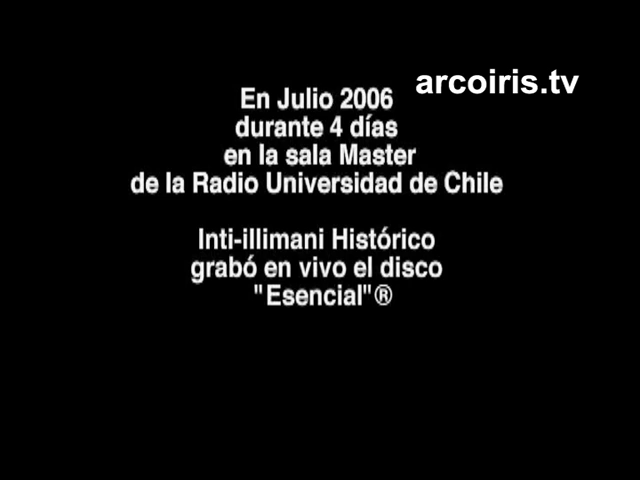 arcoiris.tv
En Julio 2006
durante 4 días
en la sala Master
de la Radio Universidad de Chile
Inti-illimani Histórico
grabó en vivo el disco
"Esencial"®